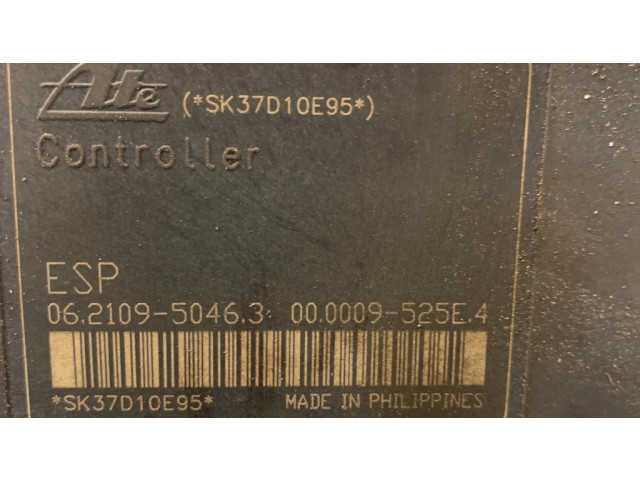 Ate (*SK37D10E95*)
Controller
ESP
06.2109-5046.3 00.0009-525E.4
*SK37D10E95* MADE IN PHILIPPINES